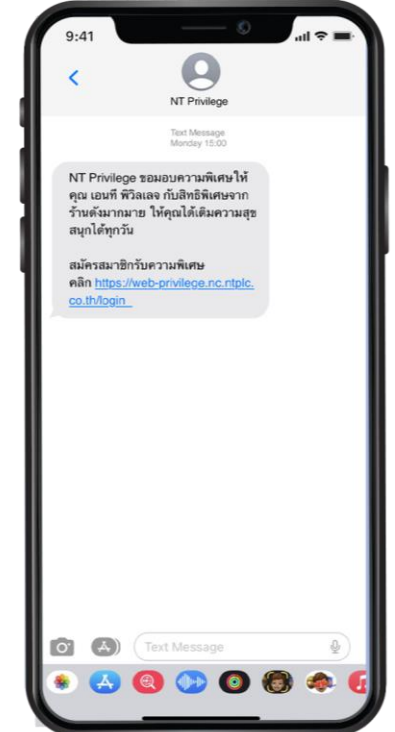 9:41
NT Privilege
Text Message
Monday 15:00
NT Privilege ขอมอบความพิเศษให้
คุณ เอนที พิวิลเลจ กับสิทธิพิเศษจาก
ร้านดังมากมาย ให้คุณได้เติมความสุข
สนุกได้ทุกวัน
สมัครสมาชิกรับความพิเศษ
คลิก https://web-privilege.nc.ntplc.
co.th/login
Text Message